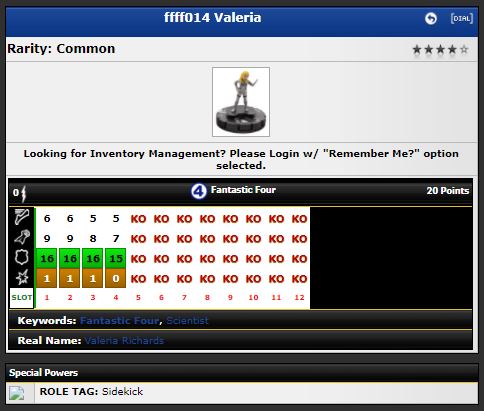 ffff014 Valeria
[DIAL]
Rarity: Common
Looking for Inventory Management? Please Login w/ "Remember Me?" option
selected.
0 4 Fantastic Four 20 Points
6 6 5 5 KO KO KO KO KO KO KO KO
9 9 8 7 KO KO KO KO KO KO KO KO
16 16 16 15 KO KO KO KO KO KO KO KO
1 1 1 0 KO KO KO KO KO KO KO KO
SLOT 1 2 3 4 5 6 7 8 9 10 11 12
Keywords: Fantastic Four, Scientist
Real Name: Valeria Richards
Special Powers
ROLE TAG: Sidekick